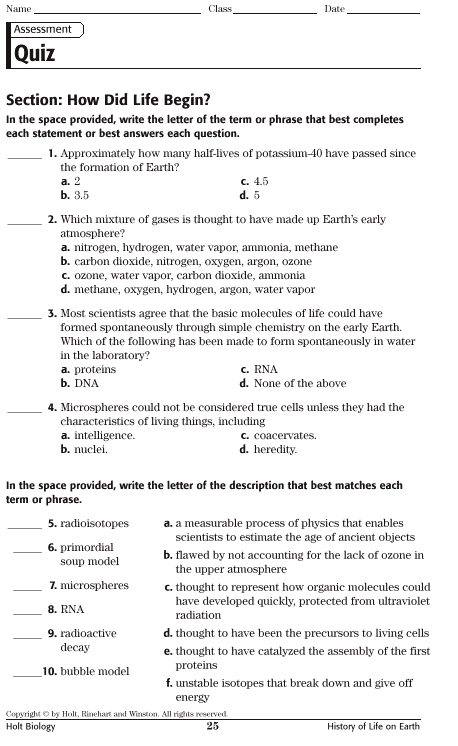 Name Class Date
Assessment
Quiz
Section: How Did Life Begin?
In the space provided, write the letter of the term or phrase that best completes
each statement or best answers each question.
1. Approximately how many half-lives of potassium-40 have passed since
the formation of Earth?
a. 2 c. 4.5
b. 3.5 d. 5
2. Which mixture of gases is thought to have made up Earth's early
atmosphere?
a. nitrogen, hydrogen, water vapor, ammonia, methane
b. carbon dioxide, nitrogen, oxygen, argon, ozone
c. ozone, water vapor, carbon dioxide, ammonia
d. methane, oxygen, hydrogen, argon, water vapor
3. Most scientists agree that the basic molecules of life could have
formed spontaneously through simple chemistry on the early Earth.
Which of the following has been made to form spontaneously in water
in the laboratory?
a. proteins c. RNA
b. DNA d. None of the above
4. Microspheres could not be considered true cells unless they had the
characteristics of living things, including
a. intelligence. c. coacervates.
b. nuclei. d. heredity.
In the space provided, write the letter of the description that best matches each
term or phrase.
5. radioisotopes
6. primordial
soup model
7. microspheres
8. RNA
9. radioactive
decay
10. bubble model
a. a measurable process of physics that enables
scientists to estimate the age of ancient objects
b. flawed by not accounting for the lack of ozone in
the upper atmosphere
c. thought to represent how organic molecules could
have developed quickly, protected from ultraviolet
radiation
d. thought to have been the precursors to living cells
e. thought to have catalyzed the assembly of the first
proteins
f. unstable isotopes that break down and give off
energy
Copyright © by Holt, Rinehart and Winston. All rights reserved.
Holt Biology 25 History of Life on Earth